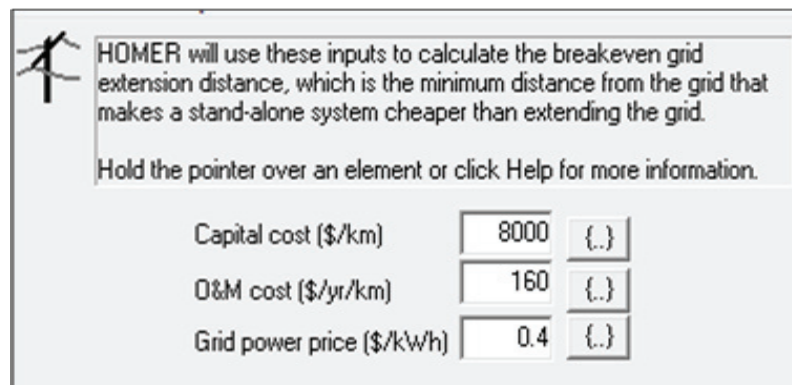 HOMER will use these inputs to calculate the breakeven grid
extension distance, which is the minimum distance from the grid that
makes a stand-alone system cheaper than extending the grid.
Hold the pointer over an element or click Help for more information.
Capital cost ($/km) 8000 {..}
O&M cost ($/yr/km) 160 {..}
Grid power price ($/kWh) 0.4 {..}